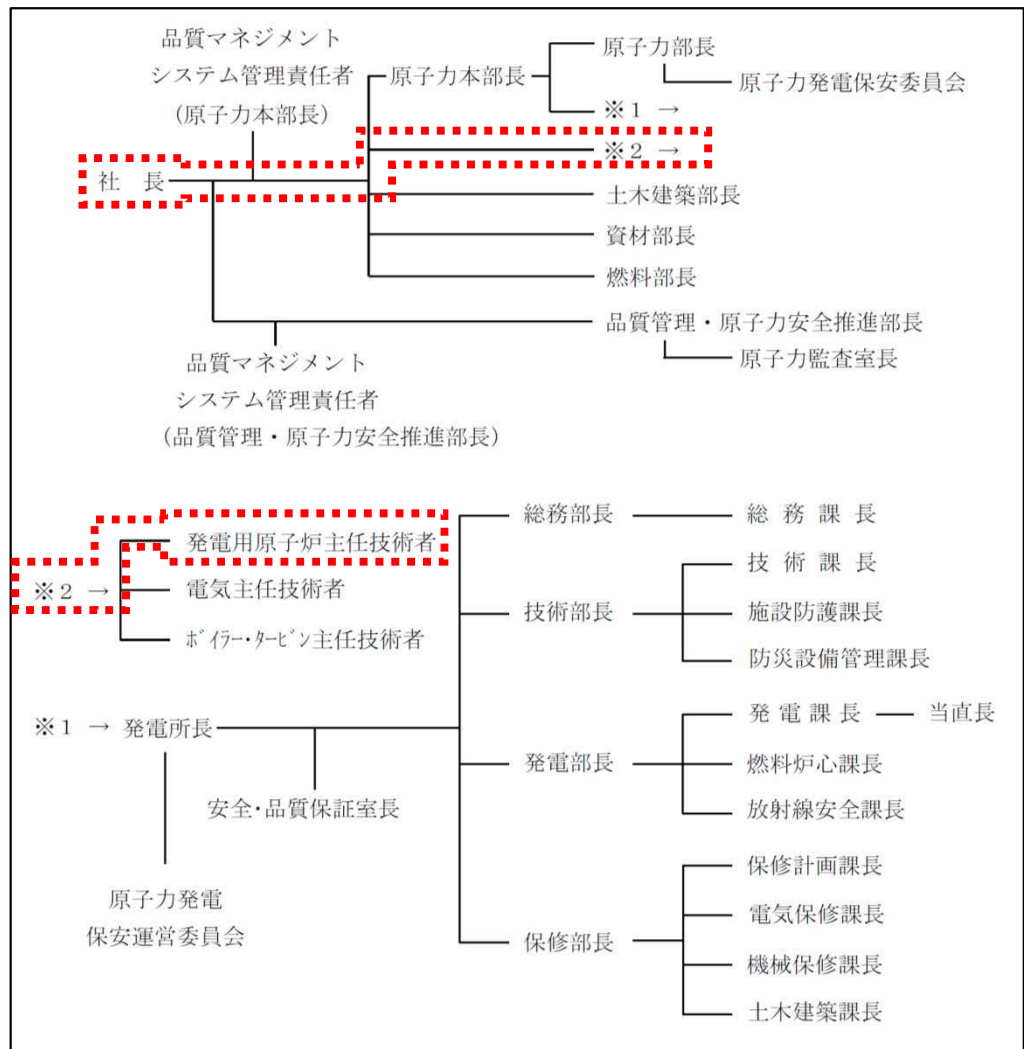 品質マネジメント
システム管理責任者
(原子力本部長)
社　長
原子力本部長
原子力部長
原子力発電保安委員会
※1 →
※2 →
土木建築部長
資材部長
燃料部長
品質管理・原子力安全推進部長
原子力監査室長
品質マネジメント
システム管理責任者
(品質管理・原子力安全推進部長)
※2 →
発電用原子炉主任技術者
電気主任技術者
ﾎﾞｲﾗｰ・ﾀｰﾋﾞﾝ主任技術者
※1 → 発電所長
安全・品質保証室長
原子力発電
保安運営委員会
総務部長
総 務 課 長
技術部長
技 術 課 長
施設防護課長
防災設備管理課長
発電部長
発 電 課 長
当直長
燃料炉心課長
放射線安全課長
保修部長
保修計画課長
電気保修課長
機械保修課長
土木建築課長